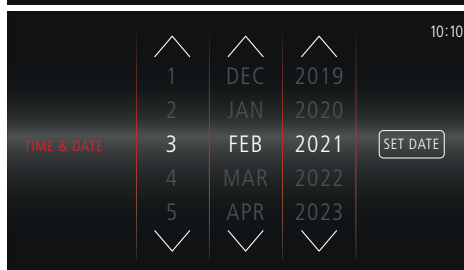 10:10
1 DEC 2019
2 JAN 2020
TIME & DATE 3 FEB 2021 SET DATE
4 MAR 2022
5 APR 2023